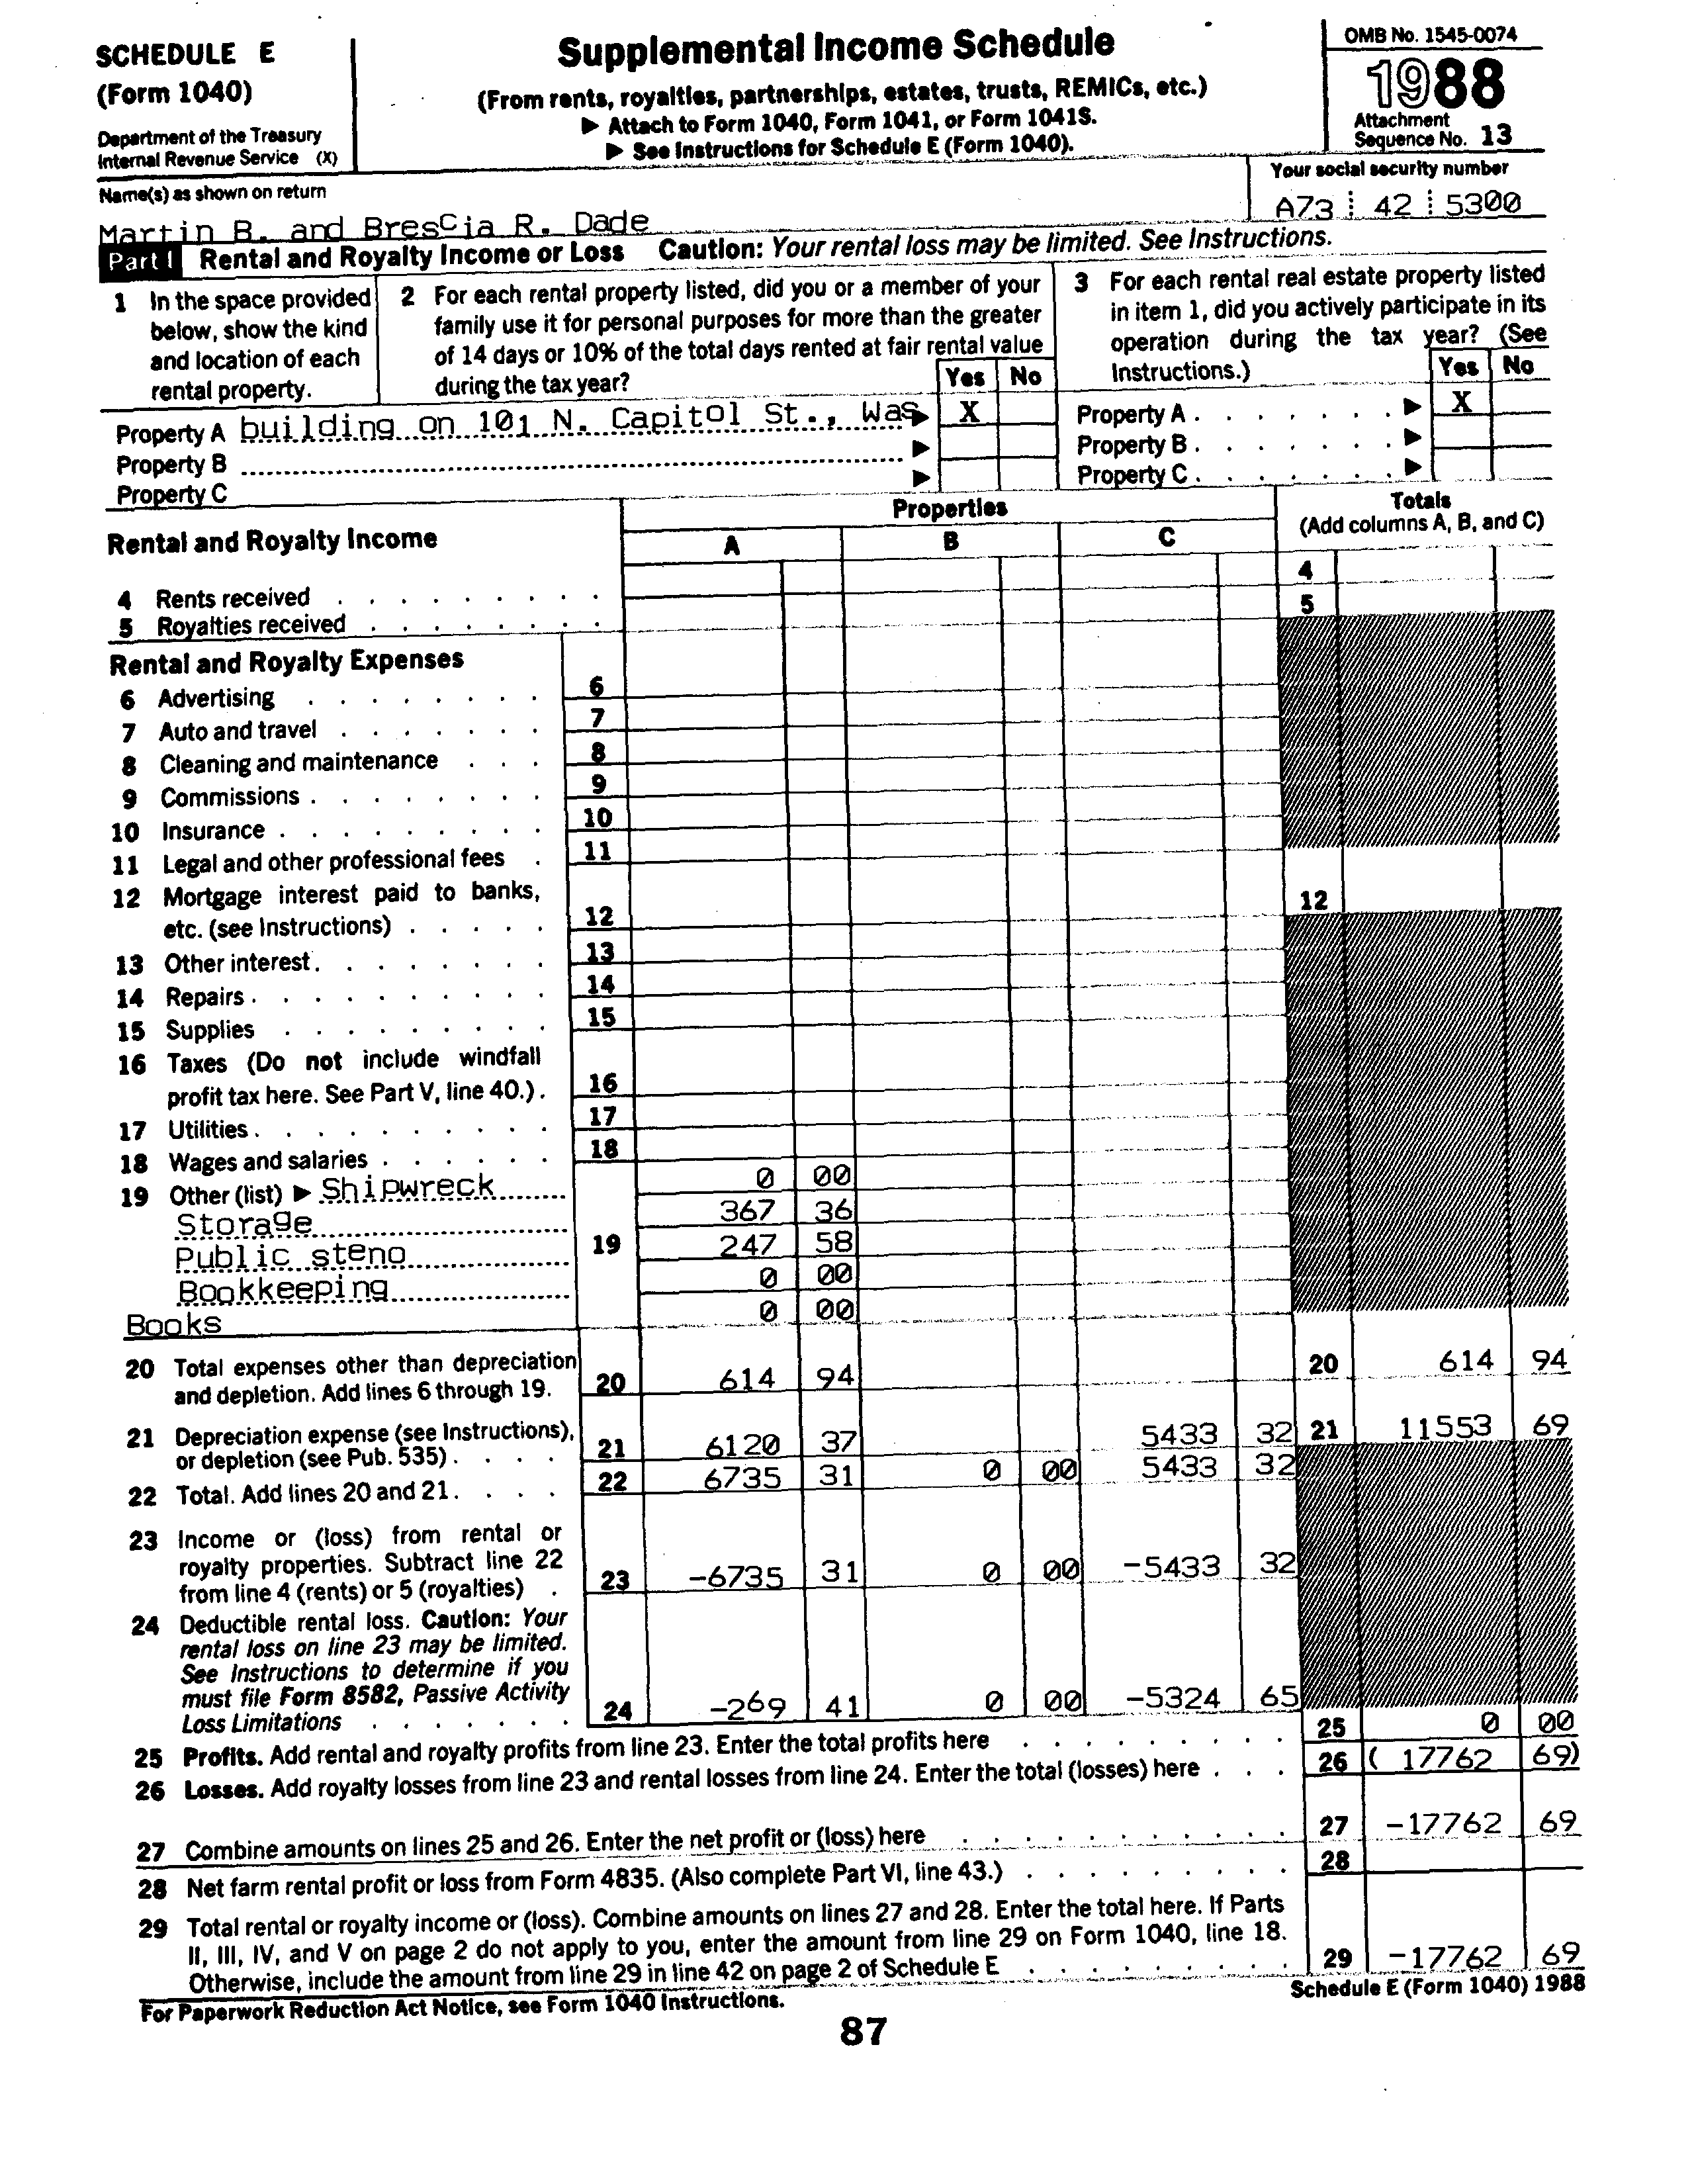 SCHEDULE E
(Form 1040)
Department of the Treasury
Internal Revenue Service (X)
Supplemental Income Schedule
(From rents, royalties, partnerships, estates, trusts, REMICs, etc.)
▶ Attach to Form 1040, Form 1041, or Form 1041S.
▶ See Instructions for Schedule E (Form 1040).
OMB No. 1545-0074
1988
Attachment
Sequence No. 13
Name(s) as shown on return
Martin B. and Brescia R. Dade
Your social security number
A73 42 5300
Part I Rental and Royalty Income or Loss Caution: Your rental loss may be limited. See Instructions.
1 In the space provided
below, show the kind
and location of each
rental property.
2 For each rental property listed, did you or a member of your
family use it for personal purposes for more than the greater
of 14 days or 10% of the total days rented at fair rental value
during the tax year? Yes No
3 For each rental real estate property listed
in item 1, did you actively participate in its
operation during the tax year? (See
Instructions.) Yes No
Property A building on 101 N. Capitol St., Was ▶ X
Property B ▶
Property C ▶
Property A . . . . . . . ▶ X
Property B . . . . . . . ▶
Property C . . . . . . . ▶
Rental and Royalty Income
Properties
A B C
Totals
(Add columns A, B, and C)
4 Rents received . . . . . . . . . 4
5 Royalties received . . . . . . . . 5
Rental and Royalty Expenses
6 Advertising . . . . . . . . 6
7 Auto and travel . . . . . . . 7
8 Cleaning and maintenance . . . 8
9 Commissions . . . . . . . . 9
10 Insurance . . . . . . . . . 10
11 Legal and other professional fees . 11
12 Mortgage interest paid to banks,
etc. (see Instructions) . . . . . 12 12
13 Other interest . . . . . . . . 13
14 Repairs . . . . . . . . . . 14
15 Supplies . . . . . . . . . 15
16 Taxes (Do not include windfall
profit tax here. See Part V, line 40.) . 16
17 Utilities . . . . . . . . . . 17
18 Wages and salaries . . . . . . 18
19 Other (list) ▶ Shipwreck 0 00
Storage 367 36
Public steno 19 247 58
Bookkeeping 0 00
Books 0 00
20 Total expenses other than depreciation
and depletion. Add lines 6 through 19. 20 614 94 20 614 94
21 Depreciation expense (see Instructions),
or depletion (see Pub. 535) . . . . 21 6120 37 5433 32 21 11553 69
22 Total. Add lines 20 and 21 . . . . 22 6735 31 0 00 5433 32
23 Income or (loss) from rental or
royalty properties. Subtract line 22
from line 4 (rents) or 5 (royalties) . 23 -6735 31 0 00 -5433 32
24 Deductible rental loss. Caution: Your
rental loss on line 23 may be limited.
See Instructions to determine if you
must file Form 8582, Passive Activity
Loss Limitations . . . . . . . 24 -269 41 0 00 -5324 65
25 Profits. Add rental and royalty profits from line 23. Enter the total profits here . . . . . . . . . 25 0 00
26 Losses. Add royalty losses from line 23 and rental losses from line 24. Enter the total (losses) here . . . 26 ( 17762 69)
27 Combine amounts on lines 25 and 26. Enter the net profit or (loss) here . . . . . . . . . . . 27 -17762 69
28 Net farm rental profit or loss from Form 4835. (Also complete Part VI, line 43.) . . . . . . . . . 28
29 Total rental or royalty income or (loss). Combine amounts on lines 27 and 28. Enter the total here. If Parts
II, III, IV, and V on page 2 do not apply to you, enter the amount from line 29 on Form 1040, line 18.
Otherwise, include the amount from line 29 in line 42 on page 2 of Schedule E . . . . . . . . . 29 -17762 69
For Paperwork Reduction Act Notice, see Form 1040 Instructions.
Schedule E (Form 1040) 1988
87